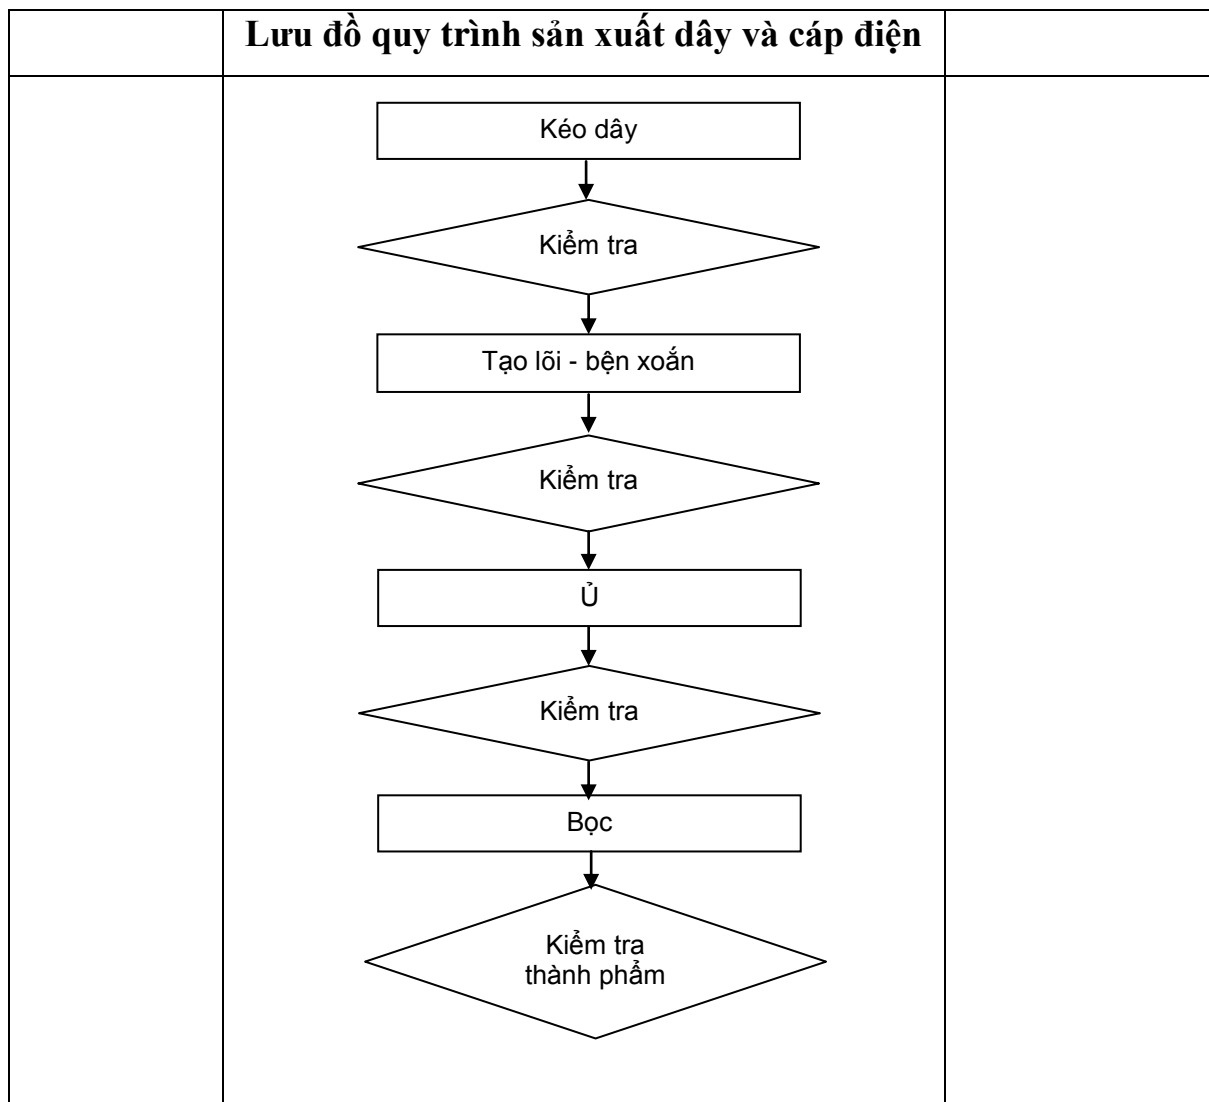 Lưu đồ quy trình sản xuất dây và cáp điện
Kéo dây
Kiểm tra
Tạo lõi - bện xoắn
Kiểm tra
Ủ
Kiểm tra
Bọc
Kiểm tra
thành phẩm